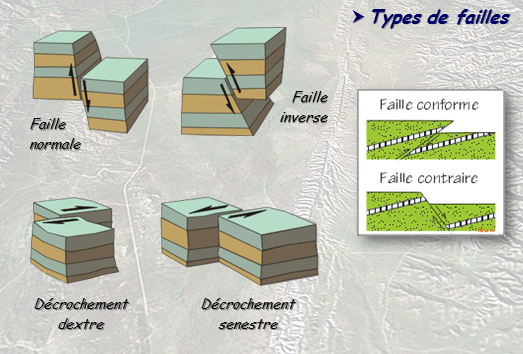 Types de failles
Faille
normale
Faille
inverse
Faille conforme
Faille contraire
Décrochement
dextre
Décrochement
senestre